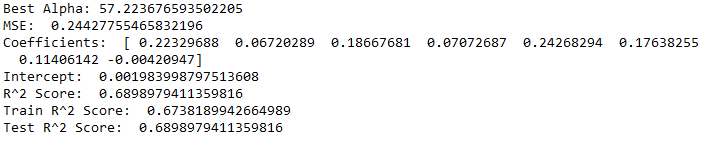 Best Alpha: 57.223676593502205
MSE:  0.24427755465832196
Coefficients:  [ 0.22329688  0.06720289  0.18667681  0.07072687  0.24268294  0.17638255
  0.11406142 -0.00420947]
Intercept:  0.001983998797513608
R^2 Score:  0.6898979411359816
Train R^2 Score:  0.6738189942664989
Test R^2 Score:  0.6898979411359816